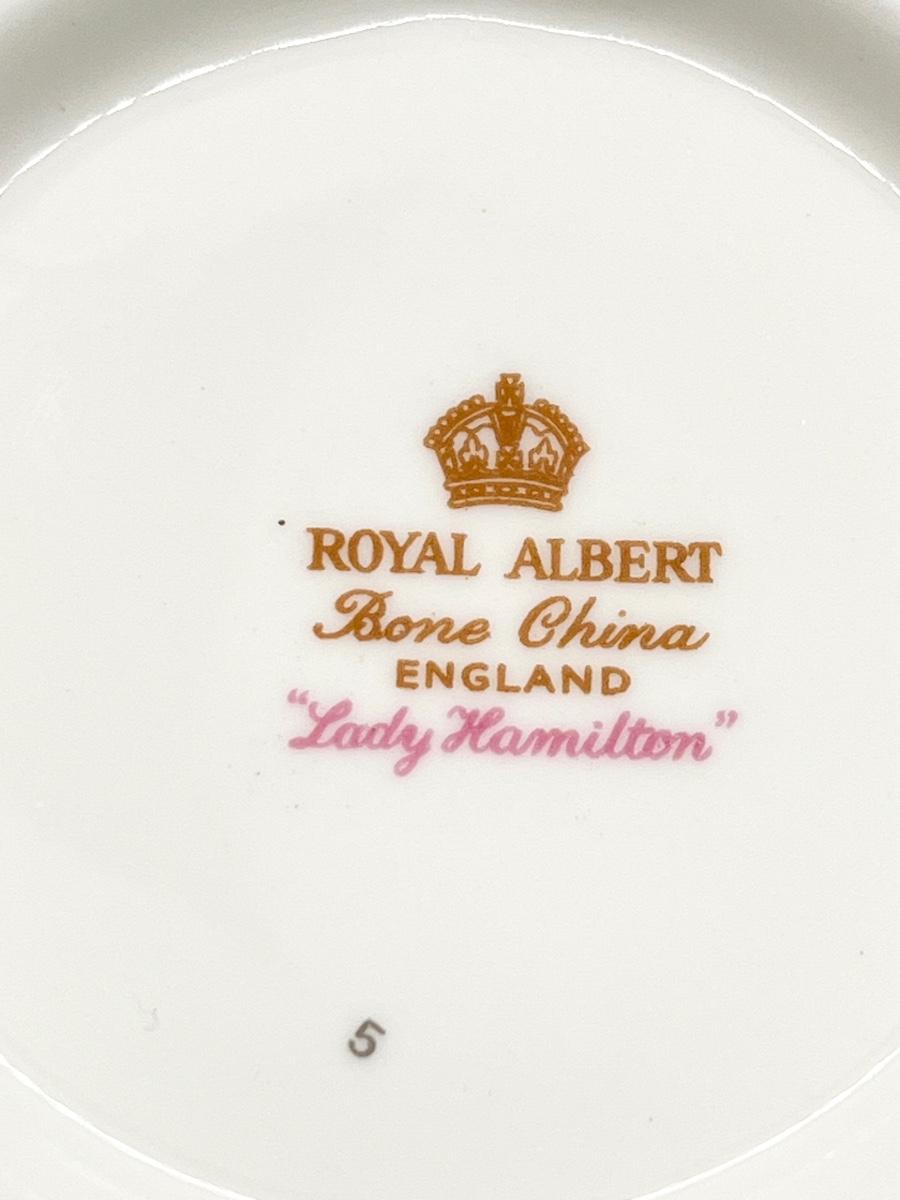 ROYAL ALBERT
Bone China
ENGLAND
“Lady Hamilton”
5